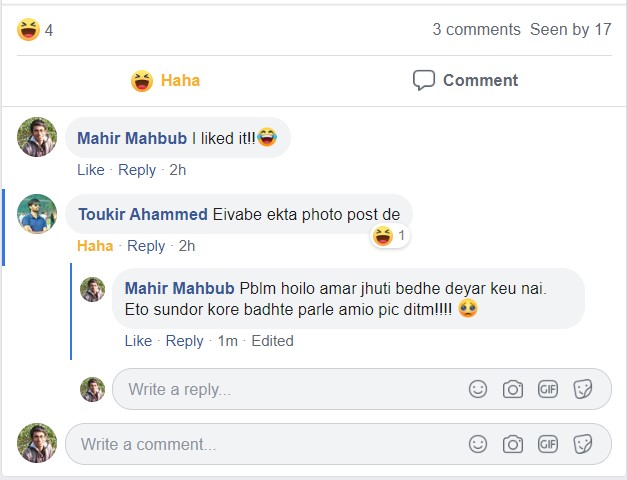 4 3 comments Seen by 17
Haha Comment
Mahir Mahbub I liked it!!😂
Like · Reply · 2h
Toukir Ahammed Eivabe ekta photo post de
1
Haha · Reply · 2h
Mahir Mahbub Pblm hoilo amar jhuti bedhe deyar keu nai.
Eto sundor kore badhte parle amio pic ditm!!!! 🥺
Like · Reply · 1m · Edited
Write a reply... GIF
Write a comment... GIF